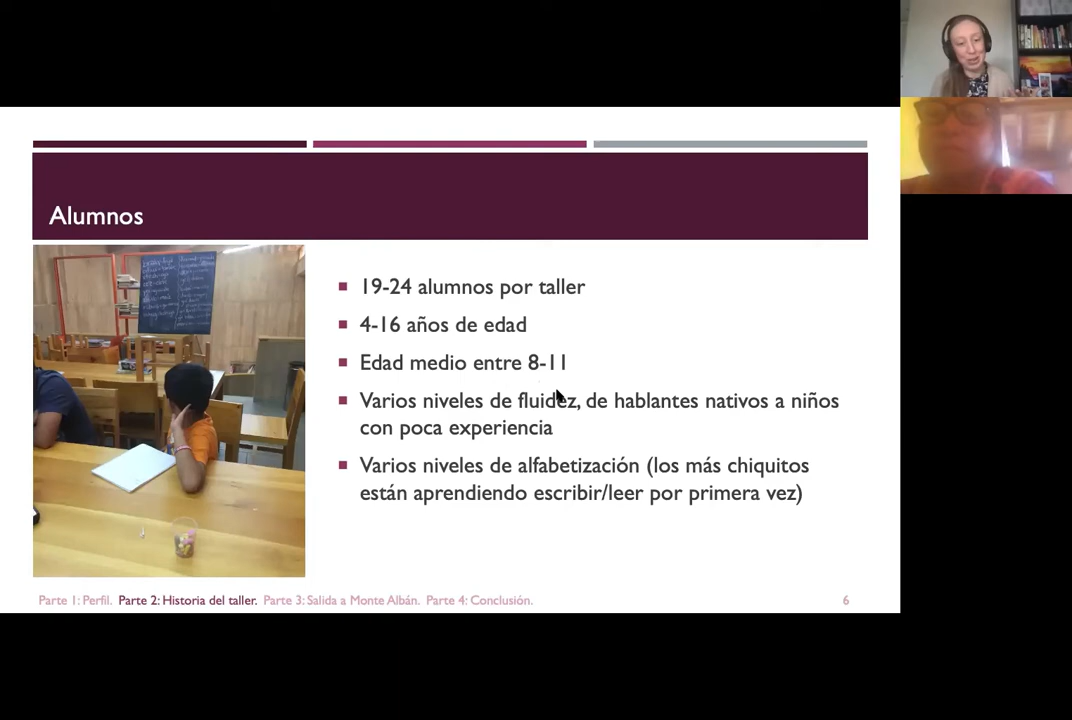 Alumnos
19-24 alumnos por taller
4-16 años de edad
Edad medio entre 8-11
Varios niveles de fluidez, de hablantes nativos a niños
con poca experiencia
Varios niveles de alfabetización (los más chiquitos
están aprendiendo escribir/leer por primera vez)
Parte 1: Perfil. Parte 2: Historia del taller. Parte 3: Salida a Monte Albán. Parte 4: Conclusión.
6